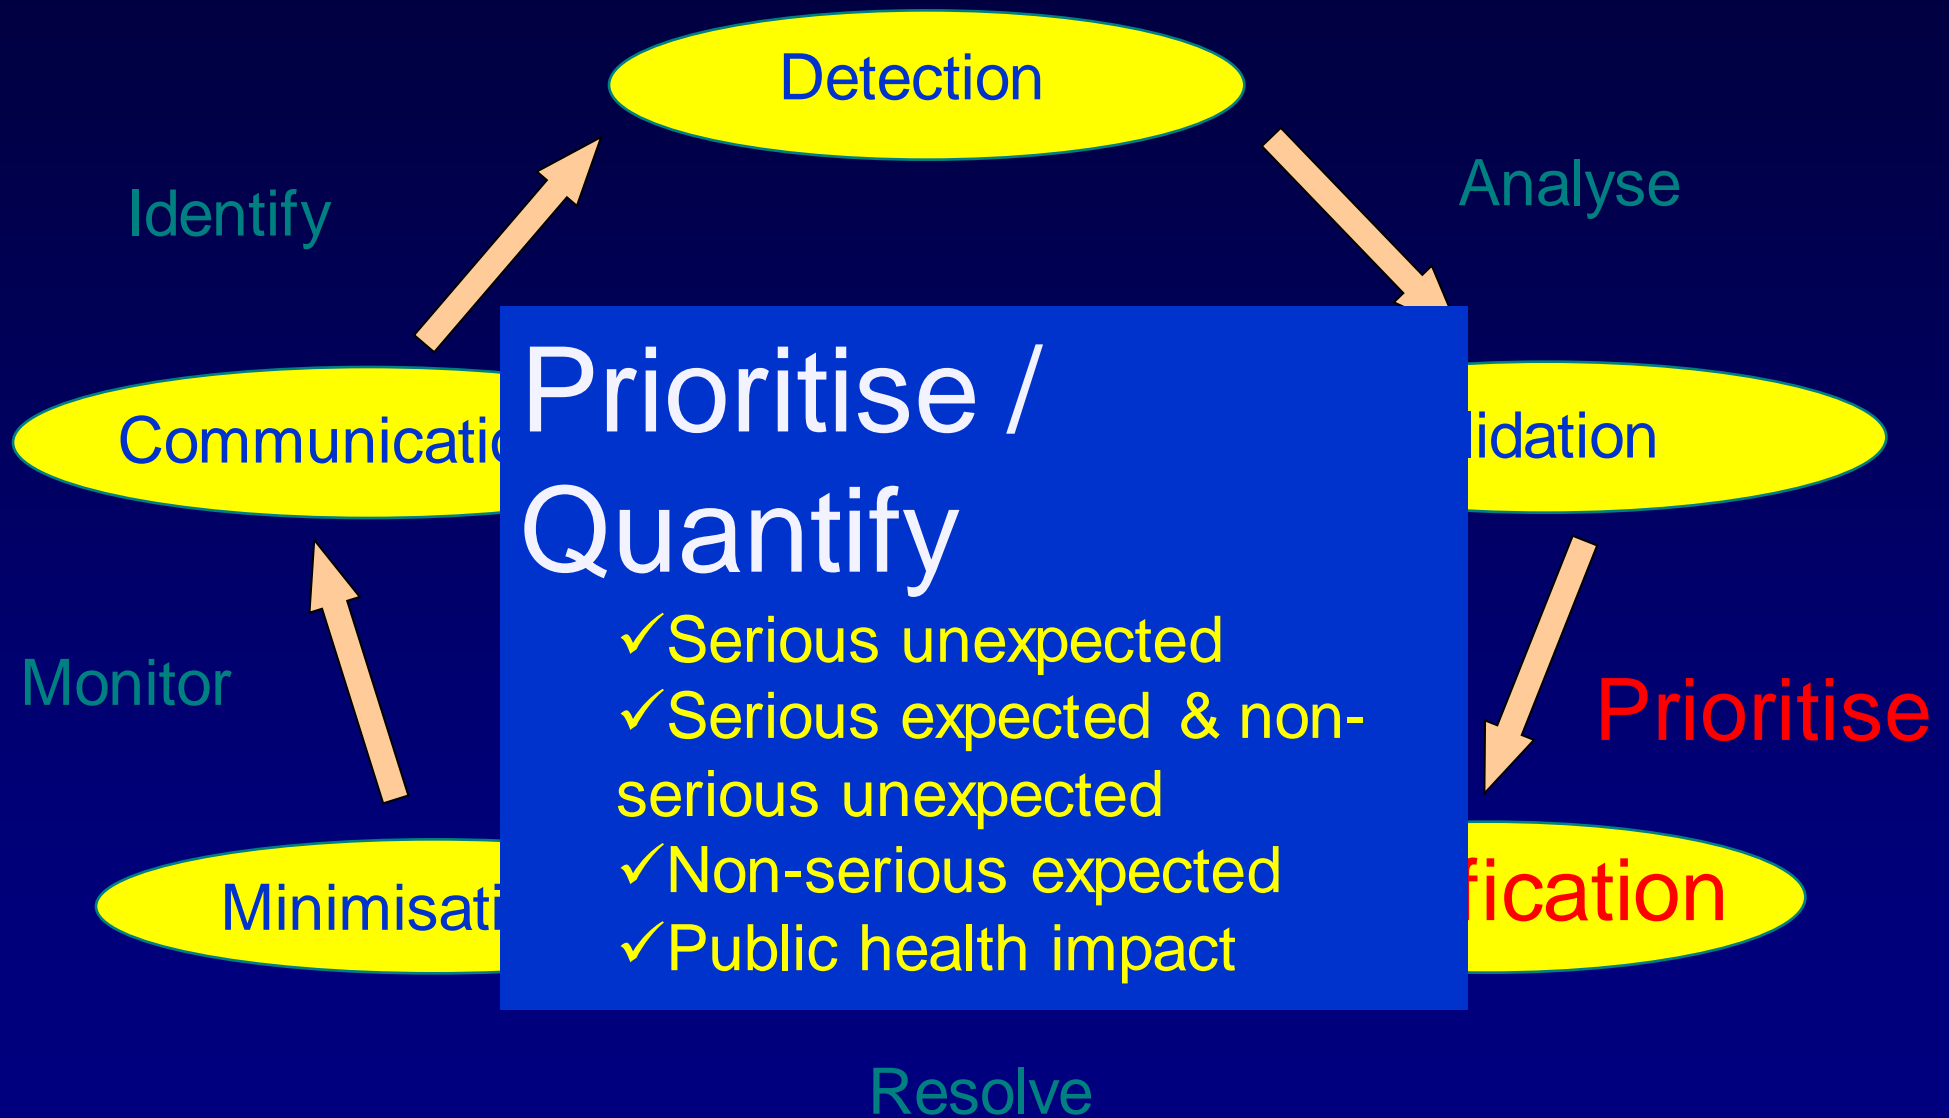 Detection
Analyse
Identify
Prioritise /
Quantify
✓Serious unexpected
✓Serious expected & non-
serious unexpected
✓Non-serious expected
✓Public health impact
Communicatio
lidation
Monitor
Prioritise
Minimisati
fication
Resolve